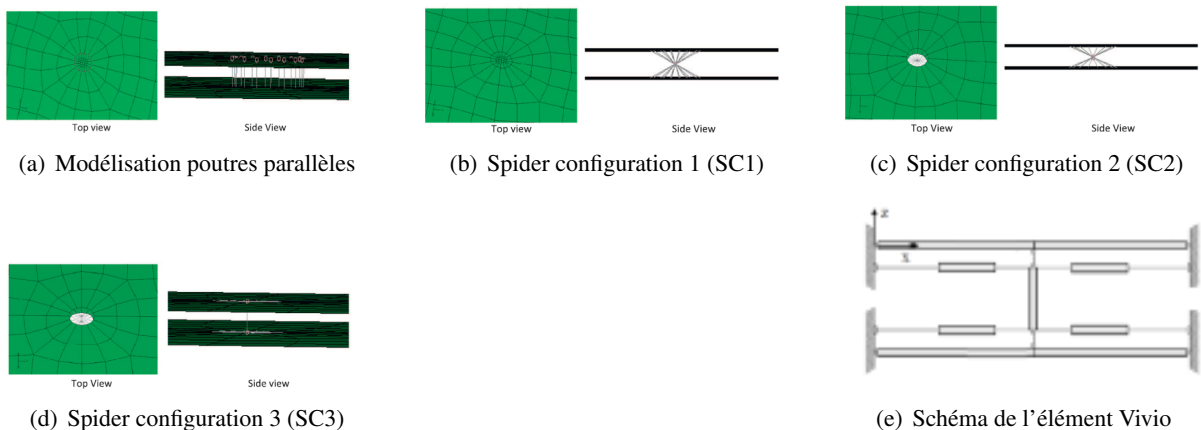 Top view
Side View
(a) Modélisation poutres parallèles
Top view
Side View
(b) Spider configuration 1 (SC1)
Top view
Side View
(c) Spider configuration 2 (SC2)
Top View
Side view
(d) Spider configuration 3 (SC3)
z
x
(e) Schéma de l’élément Vivio